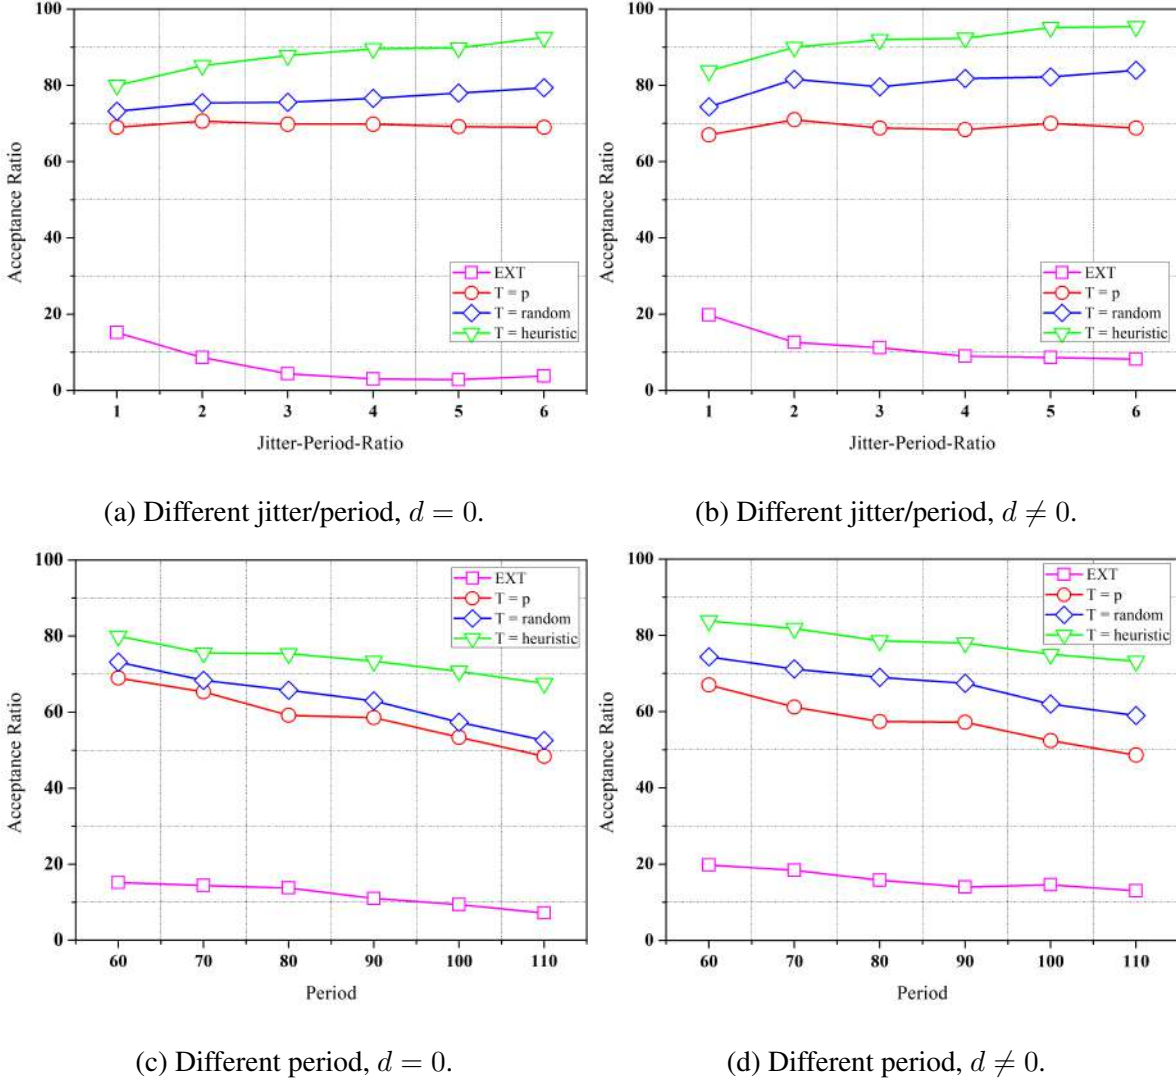 100
80
60
40
20
0
Acceptance Ratio
EXT
T = p
T = random
T = heuristic
1 2 3 4 5 6
Jitter-Period-Ratio
(a) Different jitter/period, d = 0.
100
80
60
40
20
0
Acceptance Ratio
EXT
T = p
T = random
T = heuristic
1 2 3 4 5 6
Jitter-Period-Ratio
(b) Different jitter/period, d ≠ 0.
100
80
60
40
20
0
Acceptance Ratio
EXT
T = p
T = random
T = heuristic
60 70 80 90 100 110
Period
(c) Different period, d = 0.
100
80
60
40
20
0
Acceptance Ratio
EXT
T = p
T = random
T = heuristic
60 70 80 90 100 110
Period
(d) Different period, d ≠ 0.